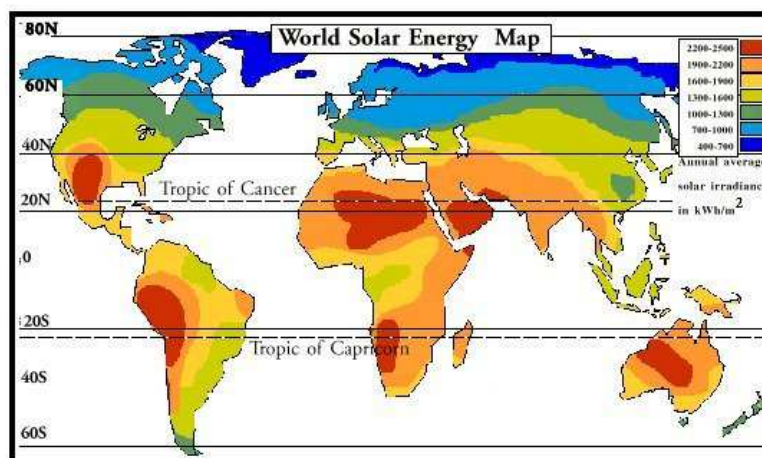 80N
World Solar Energy Map
60N
40N
Tropic of Cancer
20N
0
20S
Tropic of Capricorn
40S
60S
2200-2500
1900-2200
1600-1900
1300-1600
1000-1300
700-1000
400-700
Annual average
solar irradianc
in kWh/m2